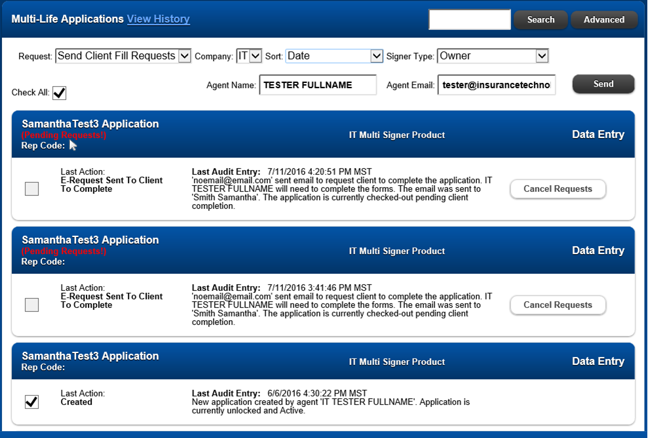 Multi-Life Applications View History
Search
Advanced
Request: Send Client Fill Requests Company: IT Sort: Date Signer Type: Owner
Check All:
Agent Name: TESTER FULLNAME Agent Email: tester@insurancetechno
Send
SamanthaTest3 Application
(Pending Requests!)
Rep Code:
IT Multi Signer Product
Data Entry
Last Action:
E-Request Sent To Client
To Complete
Last Audit Entry: 7/11/2016 4:20:51 PM MST
'noemail@email.com' sent email to request client to complete the application. IT
TESTER FULLNAME will need to complete the forms. The email was sent to
'Smith Samantha'. The application is currently checked-out pending client
completion.
Cancel Requests
SamanthaTest3 Application
(Pending Requests!)
Rep Code:
IT Multi Signer Product
Data Entry
Last Action:
E-Request Sent To Client
To Complete
Last Audit Entry: 7/11/2016 3:41:46 PM MST
'noemail@email.com' sent email to request client to complete the application. IT
TESTER FULLNAME will need to complete the forms. The email was sent to
'Smith Samantha'. The application is currently checked-out pending client
completion.
Cancel Requests
SamanthaTest3 Application
Rep Code:
IT Multi Signer Product
Data Entry
Last Action:
Created
Last Audit Entry: 6/6/2016 4:30:22 PM MST
New application created by agent 'IT TESTER FULLNAME'. Application is
currently unlocked and Active.